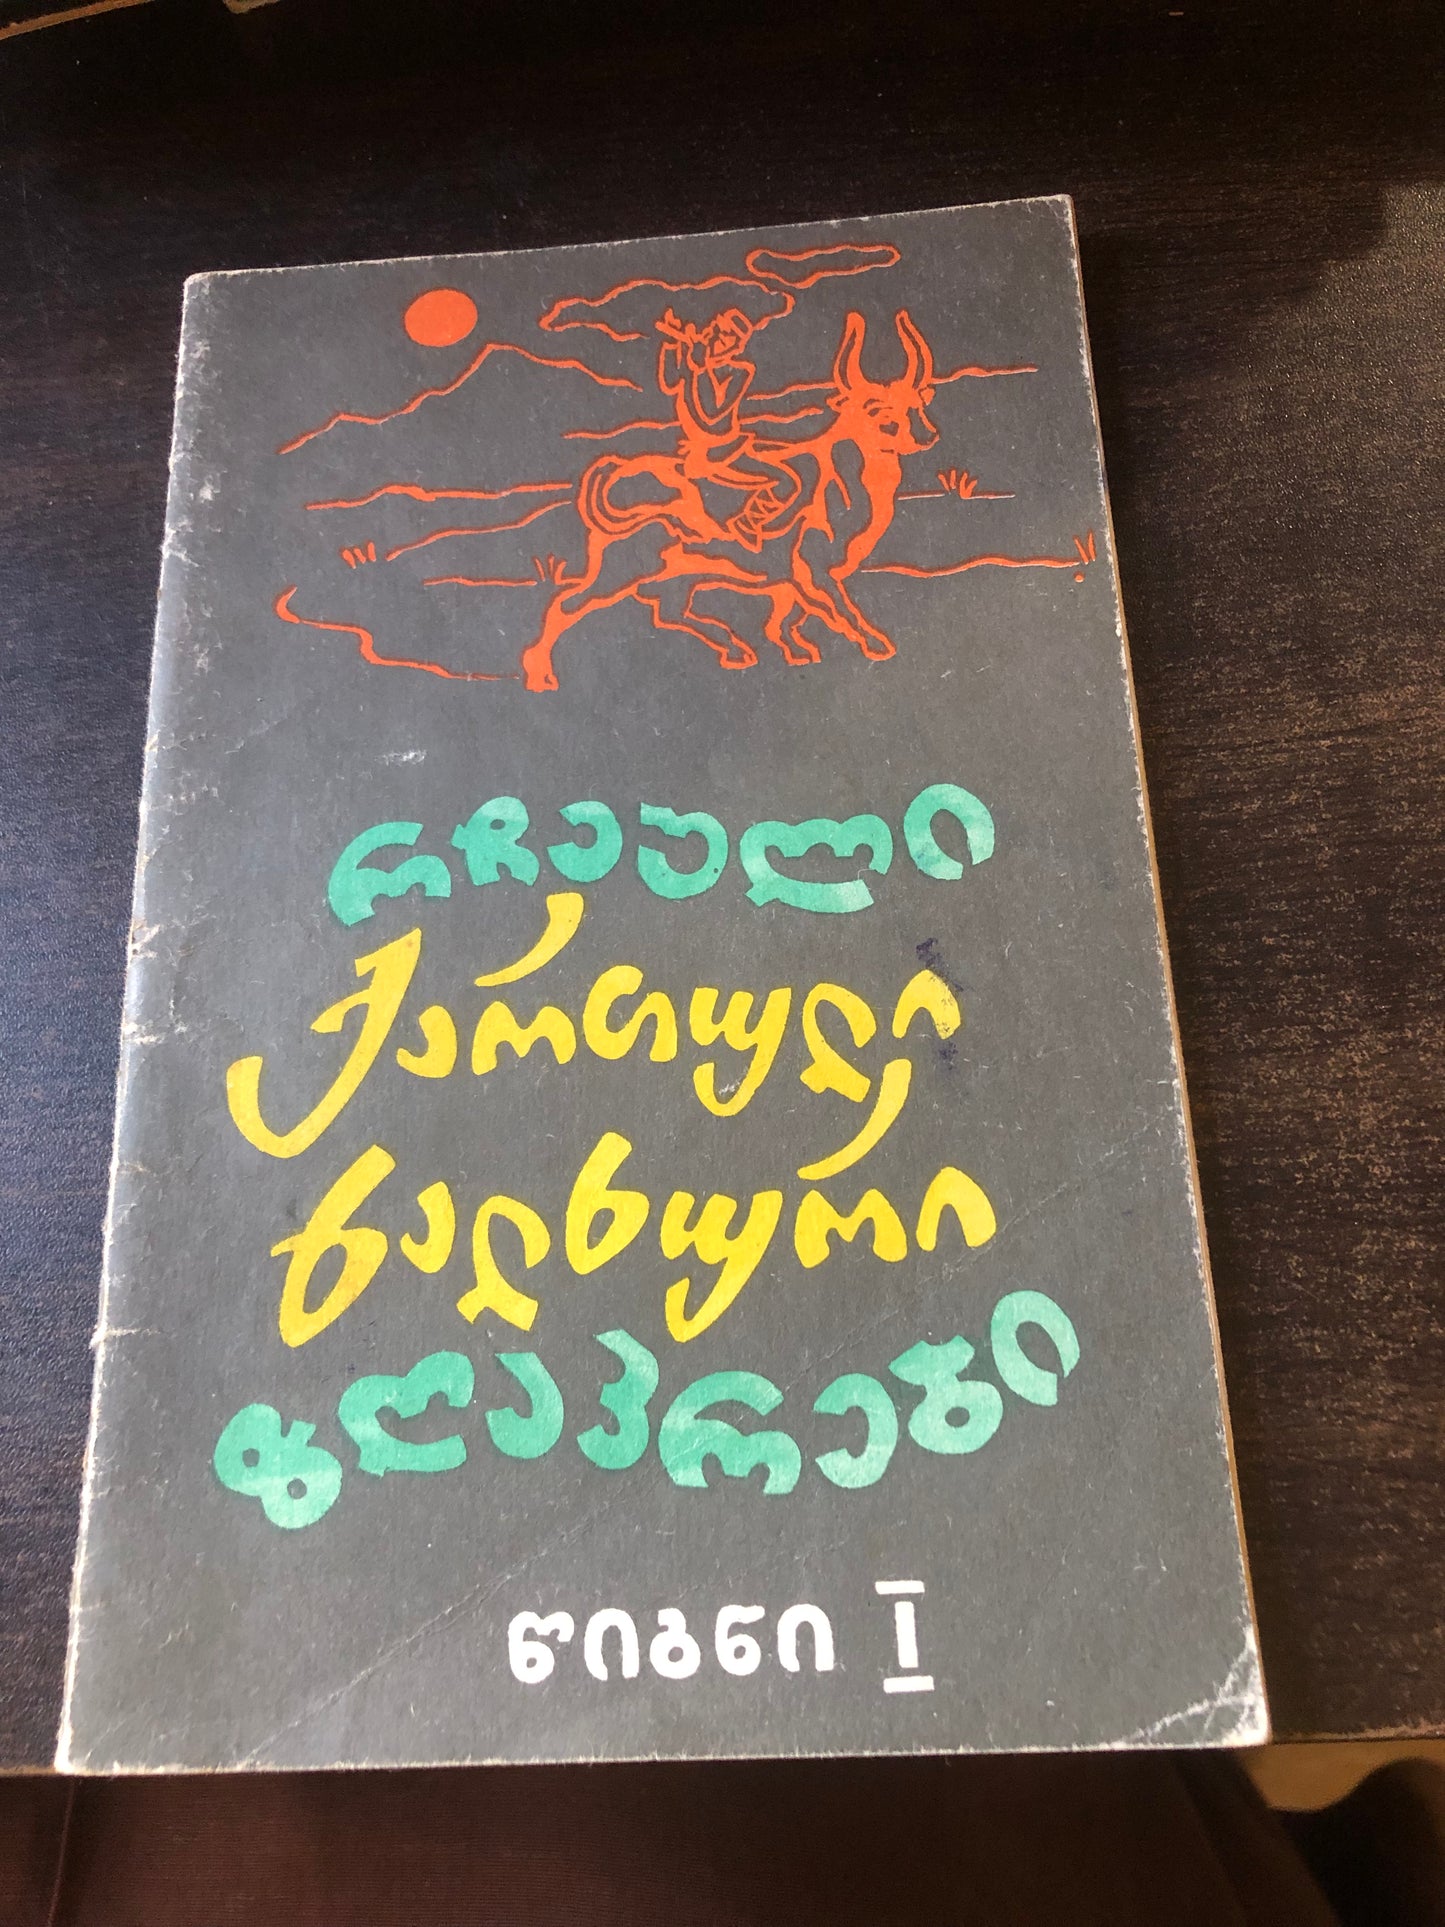 რჩეული
ქართული
ხალხური
ზღაპრები
წიგნი I